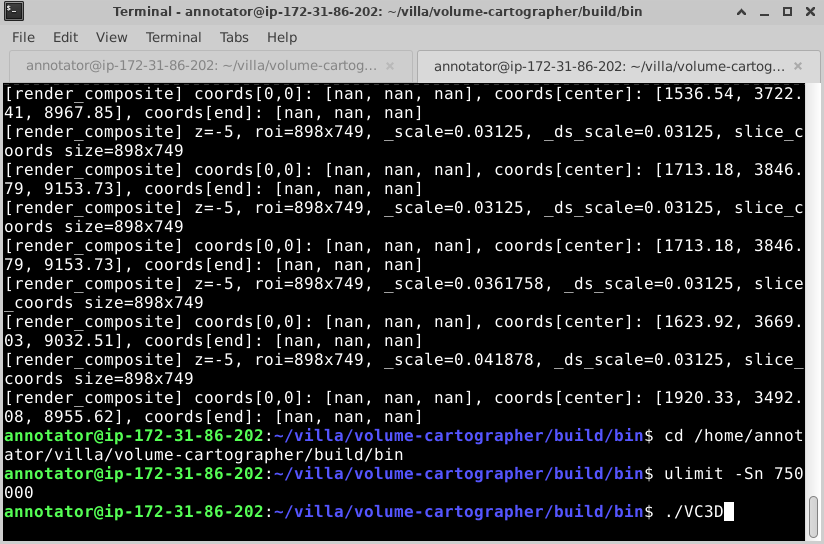 Terminal - annotator@ip-172-31-86-202: ~/villa/volume-cartographer/build/bin
File Edit View Terminal Tabs Help
annotator@ip-172-31-86-202: ~/villa/volume-cartog...
annotator@ip-172-31-86-202: ~/villa/volume-cartog...
[render_composite] coords[0,0]: [nan, nan, nan], coords[center]: [1536.54, 3722.
41, 8967.85], coords[end]: [nan, nan, nan]
[render_composite] z=-5, roi=898x749, _scale=0.03125, _ds_scale=0.03125, slice_c
oords size=898x749
[render_composite] coords[0,0]: [nan, nan, nan], coords[center]: [1713.18, 3846.
79, 9153.73], coords[end]: [nan, nan, nan]
[render_composite] z=-5, roi=898x749, _scale=0.03125, _ds_scale=0.03125, slice_c
oords size=898x749
[render_composite] coords[0,0]: [nan, nan, nan], coords[center]: [1713.18, 3846.
79, 9153.73], coords[end]: [nan, nan, nan]
[render_composite] z=-5, roi=898x749, _scale=0.0361758, _ds_scale=0.03125, slice
_coords size=898x749
[render_composite] coords[0,0]: [nan, nan, nan], coords[center]: [1623.92, 3669.
03, 9032.51], coords[end]: [nan, nan, nan]
[render_composite] z=-5, roi=898x749, _scale=0.041878, _ds_scale=0.03125, slice_
coords size=898x749
[render_composite] coords[0,0]: [nan, nan, nan], coords[center]: [1920.33, 3492.
08, 8955.62], coords[end]: [nan, nan, nan]
annotator@ip-172-31-86-202:~/villa/volume-cartographer/build/bin$ cd /home/annot
ator/villa/volume-cartographer/build/bin
annotator@ip-172-31-86-202:~/villa/volume-cartographer/build/bin$ ulimit -Sn 750
000
annotator@ip-172-31-86-202:~/villa/volume-cartographer/build/bin$ ./VC3D